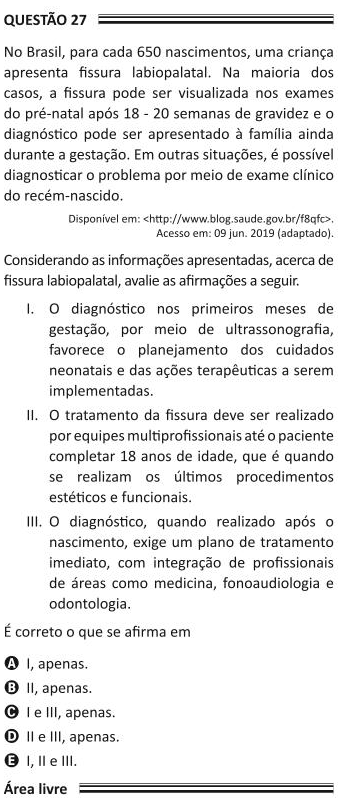 QUESTÃO 27
No Brasil, para cada 650 nascimentos, uma criança
apresenta fissura labiopalatal. Na maioria dos
casos, a fissura pode ser visualizada nos exames
do pré-natal após 18 - 20 semanas de gravidez e o
diagnóstico pode ser apresentado à família ainda
durante a gestação. Em outras situações, é possível
diagnosticar o problema por meio de exame clínico
do recém-nascido.
Disponível em: <http://www.blog.saude.gov.br/f8qfc>.
Acesso em: 09 jun. 2019 (adaptado).
Considerando as informações apresentadas, acerca de
fissura labiopalatal, avalie as afirmações a seguir.
I. O diagnóstico nos primeiros meses de
gestação, por meio de ultrassonografia,
favorece o planejamento dos cuidados
neonatais e das ações terapêuticas a serem
implementadas.
II. O tratamento da fissura deve ser realizado
por equipes multiprofissionais até o paciente
completar 18 anos de idade, que é quando
se realizam os últimos procedimentos
estéticos e funcionais.
III. O diagnóstico, quando realizado após o
nascimento, exige um plano de tratamento
imediato, com integração de profissionais
de áreas como medicina, fonoaudiologia e
odontologia.
É correto o que se afirma em
A I, apenas.
B II, apenas.
C I e III, apenas.
D II e III, apenas.
E I, II e III.
Área livre